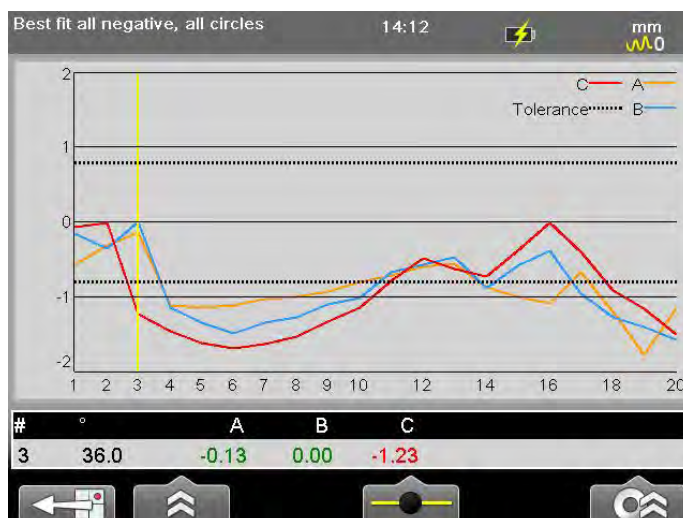 Best fit all negative, all circles 14:12 mm
0
2
C A
Tolerance B
1
0
-1
-2
1 2 3 4 5 6 7 8 9 10 12 14 16 18 20
# ° A B C
3 36.0 -0.13 0.00 -1.23